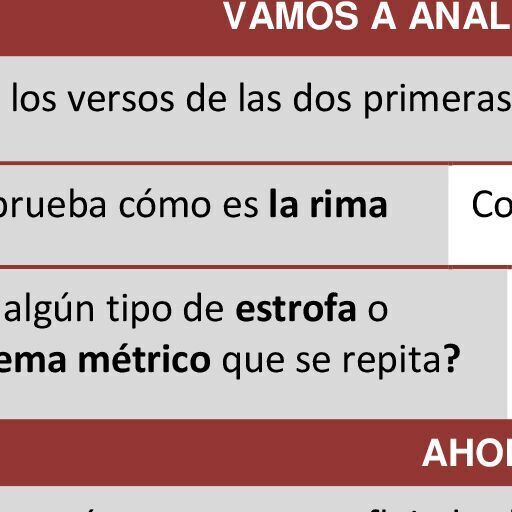 VAMOS A ANAL
los versos de las dos primeras
prueba cómo es la rima
Co
algún tipo de estrofa o
ema métrico que se repita?
AHO